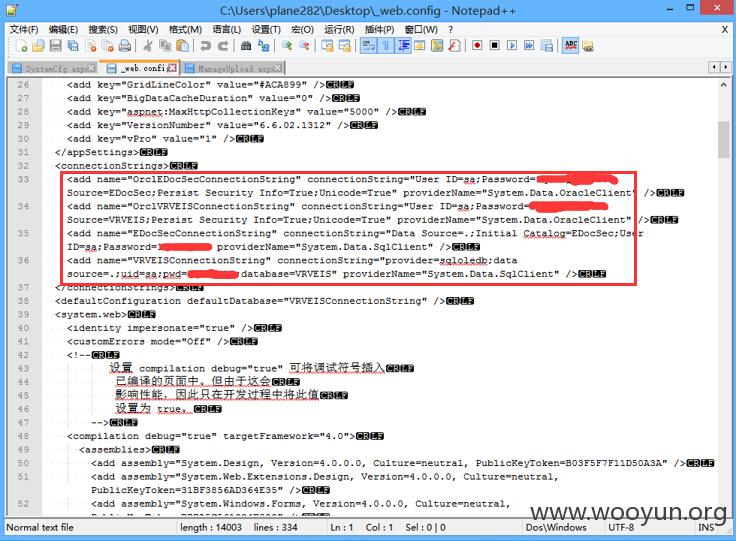 C:\Users\plane282\Desktop\_web.config - Notepad++
文件(F) 编辑(E) 搜索(S) 视图(V) 格式(M) 语言(L) 设置(T) 宏(O) 运行(R) 插件(P) 窗口(W) ?
X
SystemCfg.aspx _web.config ManageUpload.aspx
26 <add key="GridLineColor" value="#ACA899" />CRLF
27 <add key="BigDataCacheDuration" value="0" />CRLF
28 <add key="aspnet:MaxHttpCollectionKeys" value="5000" />CRLF
29 <add key="VersionNumber" value="6.6.02.1312" />CRLF
30 <add key="vPro" value="1" />CRLF
31 </appSettings>CRLF
32 <connectionStrings>CRLF
33 <add name="OrclEDocSecConnectionString" connectionString="User ID=sa;Password=
Source=EDocSec;Persist Security Info=True;Unicode=True" providerName="System.Data.OracleClient" />CRLF
34 <add name="OrclVRVEISConnectionString" connectionString="User ID=sa;Password=
Source=VRVEIS;Persist Security Info=True;Unicode=True" providerName="System.Data.OracleClient" />CRLF
35 <add name="EDocSecConnectionString" connectionString="Data Source=.;Initial Catalog=EDocSec;User
ID=sa;Password= providerName="System.Data.SqlClient" />CRLF
36 <add name="VRVEISConnectionString" connectionString="provider=sqloledb;data
source=.;uid=sa;pwd= ;database=VRVEIS" providerName="System.Data.SqlClient" />CRLF
37 </connectionStrings>CRLF
38 <defaultConfiguration defaultDatabase="VRVEISConnectionString" />CRLF
39 <system.web>CRLF
40 <identity impersonate="true" />CRLF
41 <customErrors mode="Off" />CRLF
42 <!--CRLF
43 设置 compilation debug="true" 可将调试符号插入CRLF
44 已编译的页面中。但由于这会CRLF
45 影响性能，因此只在开发过程中将此值CRLF
46 设置为 true。CRLF
47 -->CRLF
48 <compilation debug="true" targetFramework="4.0">CRLF
49 <assemblies>CRLF
50 <add assembly="System.Design, Version=4.0.0.0, Culture=neutral, PublicKeyToken=B03F5F7F11D50A3A" />CRLF
51 <add assembly="System.Web.Extensions.Design, Version=4.0.0.0, Culture=neutral,
PublicKeyToken=31BF3856AD364E35" />CRLF
52 <add assembly="System.Windows.Forms, Version=4.0.0.0, Culture=neutral,
www.wooyun.org
Normal text file length : 14003 lines : 334 Ln : 1 Col : 1 Sel : 0 | 0 Dos\Windows UTF-8 INS